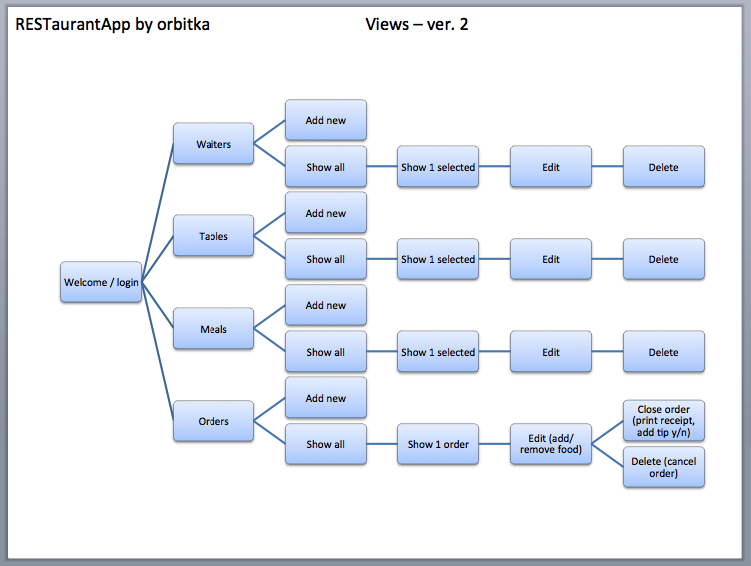 RESTaurantApp by orbitka
Views – ver. 2
Add new
Waiters
Show all
Show 1 selected
Edit
Delete
Add new
Tables
Show all
Show 1 selected
Edit
Delete
Welcome / login
Add new
Meals
Show all
Show 1 selected
Edit
Delete
Add new
Orders
Show all
Show 1 order
Edit (add/
remove food)
Close order
(print receipt,
add tip y/n)
Delete (cancel
order)